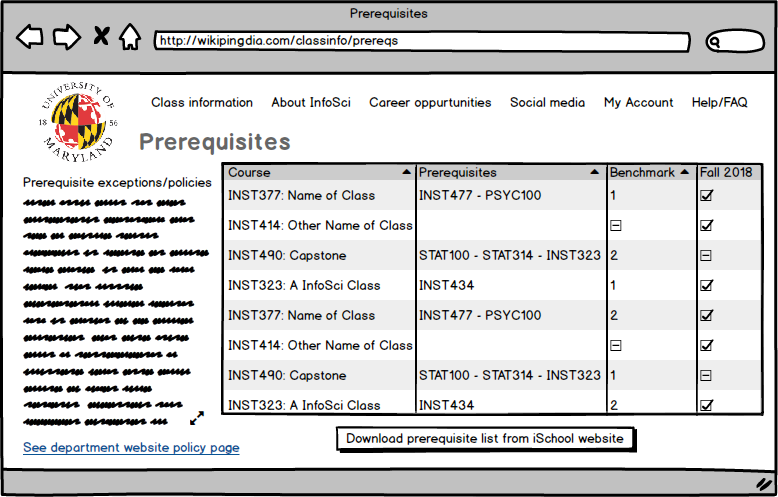 Prerequisites
http://wikipingdia.com/classinfo/prereqs
UNIVERSITY OF
18 56
MARYLAND
Class information About InfoSci Career oppurtunities Social media My Account Help/FAQ
Prerequisites
Prerequisite exceptions/policies
Course Prerequisites Benchmark Fall 2018
INST377: Name of Class INST477 - PSYC100 1
INST414: Other Name of Class
INST490: Capstone STAT100 - STAT314 - INST323 2
INST323: A InfoSci Class INST434 1
INST377: Name of Class INST477 - PSYC100 2
INST414: Other Name of Class
INST490: Capstone STAT100 - STAT314 - INST323 1
INST323: A InfoSci Class INST434 2
Download prerequisite list from iSchool website
See department website policy page